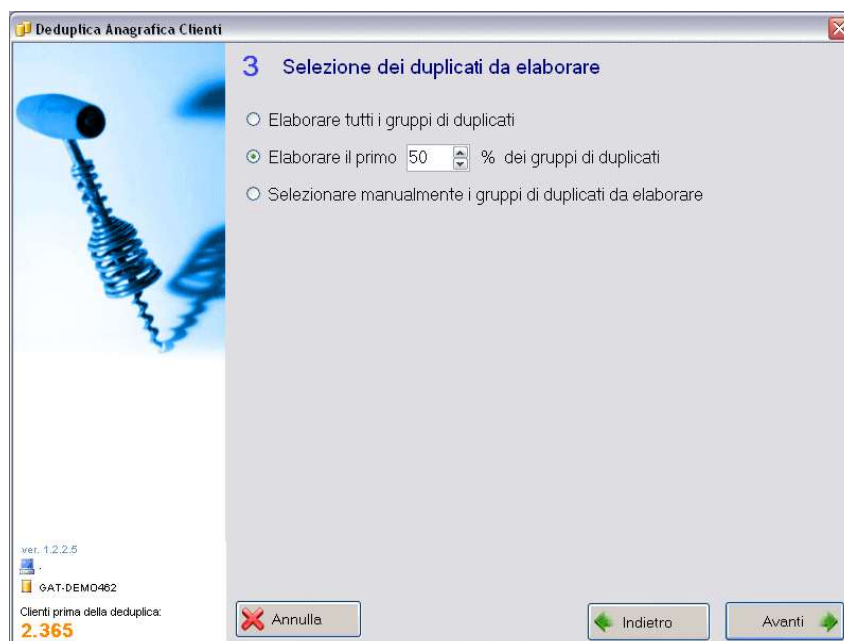 Deduplica Anagrafica Clienti
3 Selezione dei duplicati da elaborare
Elaborare tutti i gruppi di duplicati
Elaborare il primo 50 % dei gruppi di duplicati
Selezionare manualmente i gruppi di duplicati da elaborare
ver. 1.2.2.5
.
GAT-DEMO462
Clienti prima della deduplica:
2.365
Annulla
Indietro
Avanti